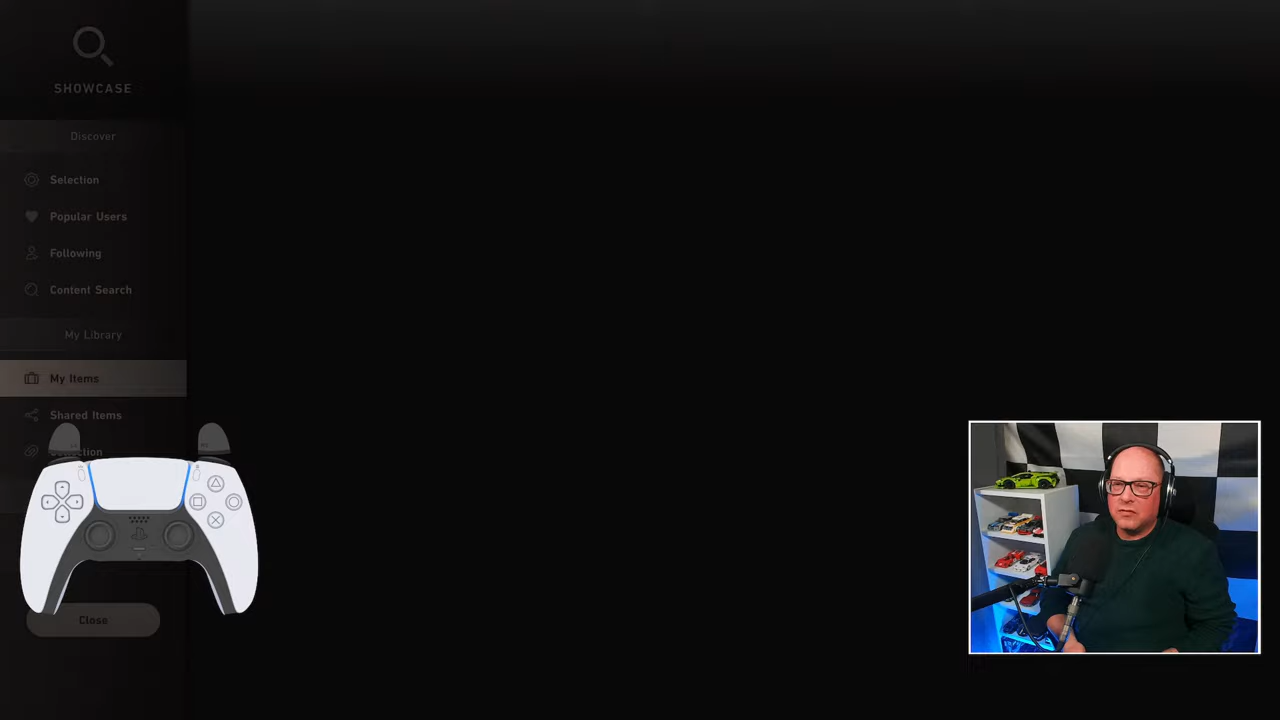 SHOWCASE
Discover
Selection
Popular Users
Following
Content Search
My Library
My Items
Shared Items
Close